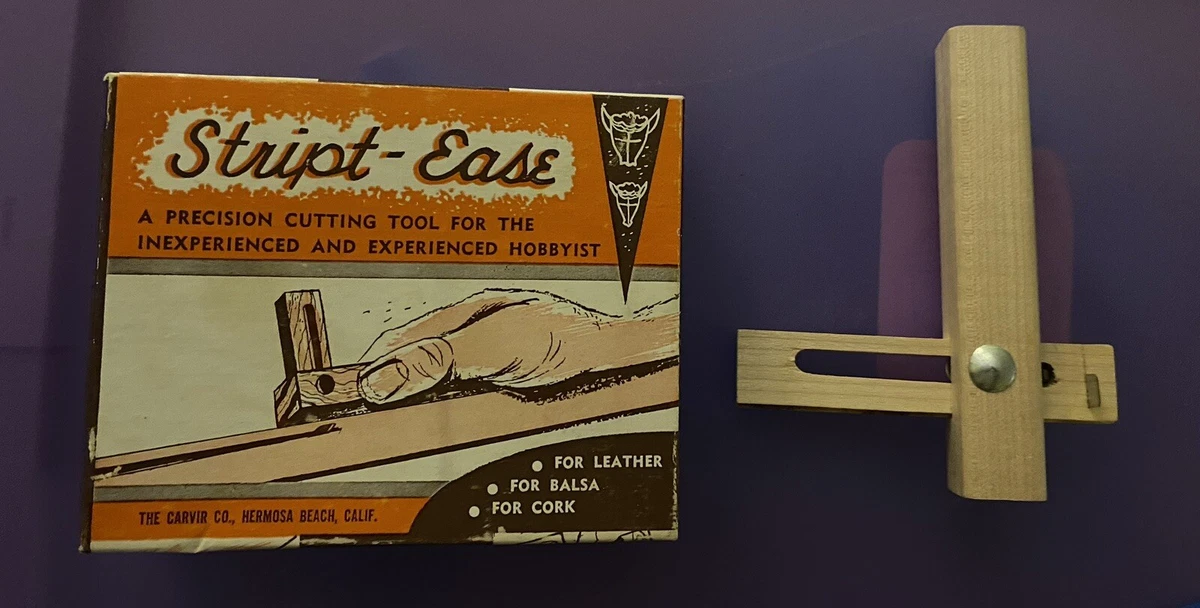 Stript-Ease
A PRECISION CUTTING TOOL FOR THE
INEXPERIENCED AND EXPERIENCED HOBBYIST
FOR LEATHER
FOR BALSA
FOR CORK
THE CARVIR CO., HERMOSA BEACH, CALIF.